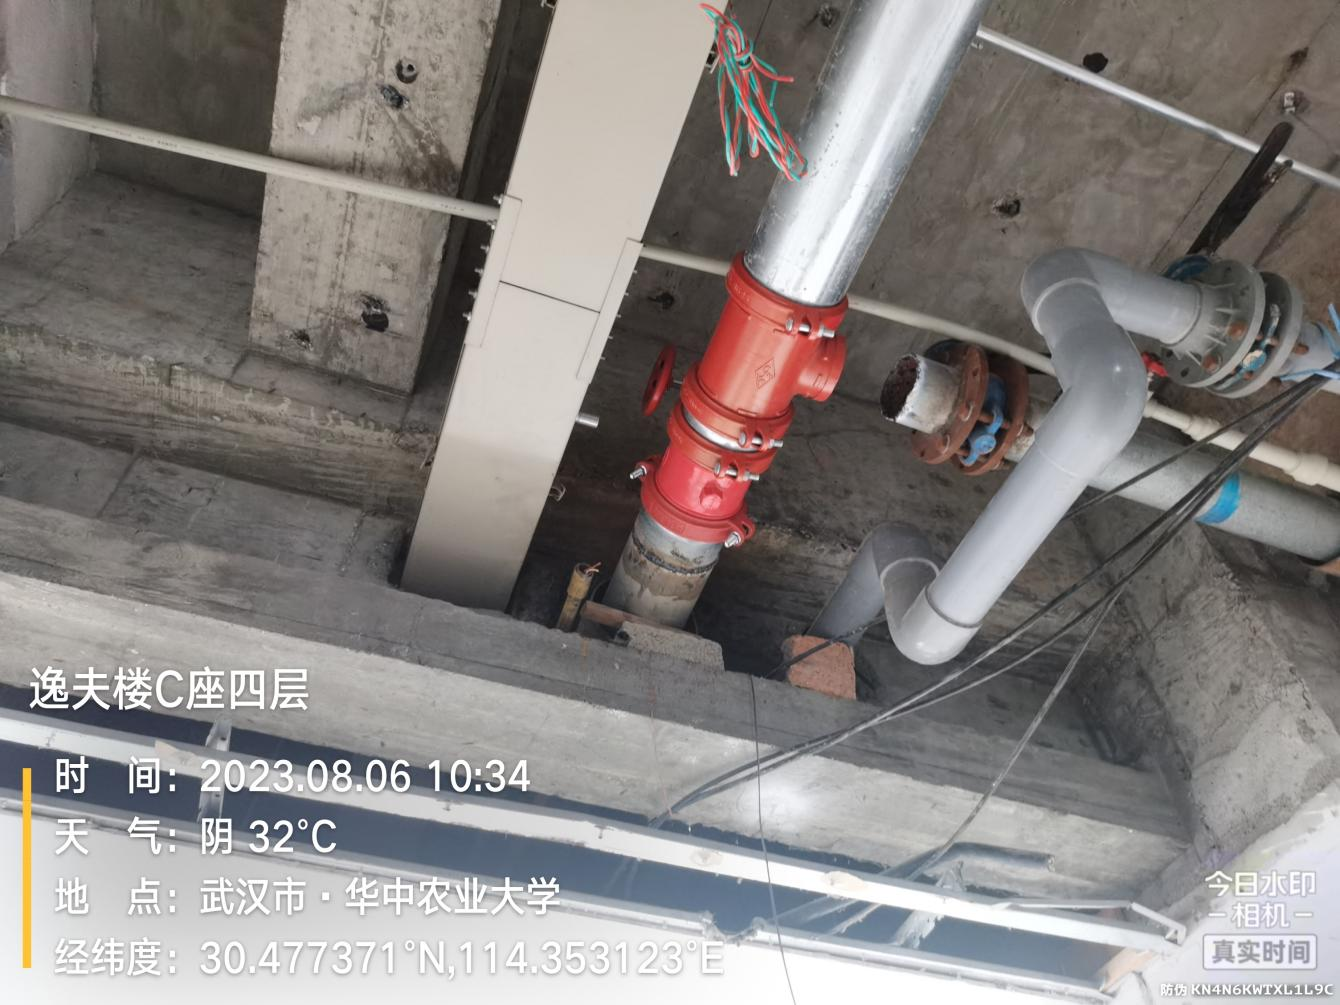 逸夫楼C座四层
时 间：2023.08.06 10:34
天 气：阴 32°C
地 点：武汉市·华中农业大学
经纬度：30.477371°N,114.353123°E
今日水印
－相机－
真实时间
防伪 KN4N6KWTXL1L9C